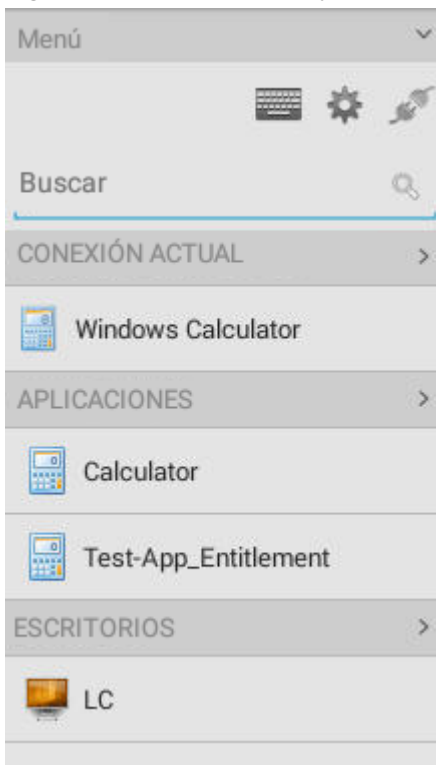 Menú
Buscar
CONEXIÓN ACTUAL
Windows Calculator
APLICACIONES
Calculator
Test-App_Entitlement
ESCRITORIOS
LC